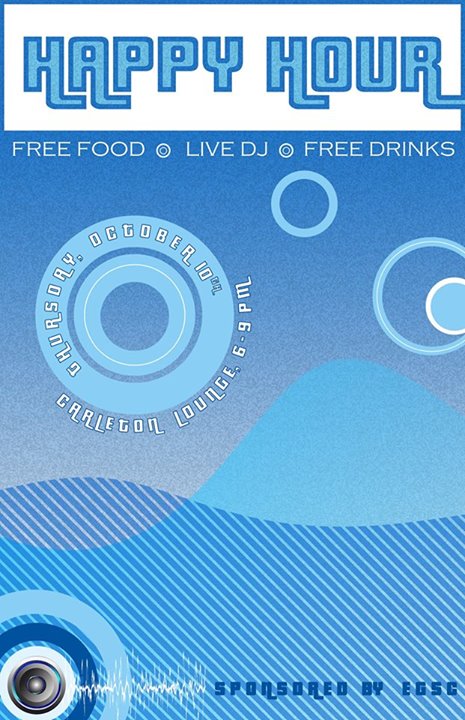 HAPPY HOUR
FREE FOOD LIVE DJ FREE DRINKS
THURSDAY, OCTOBER 10TH
CARLETON LOUNGE, 6-9 PM
SPONSORED BY EGSC